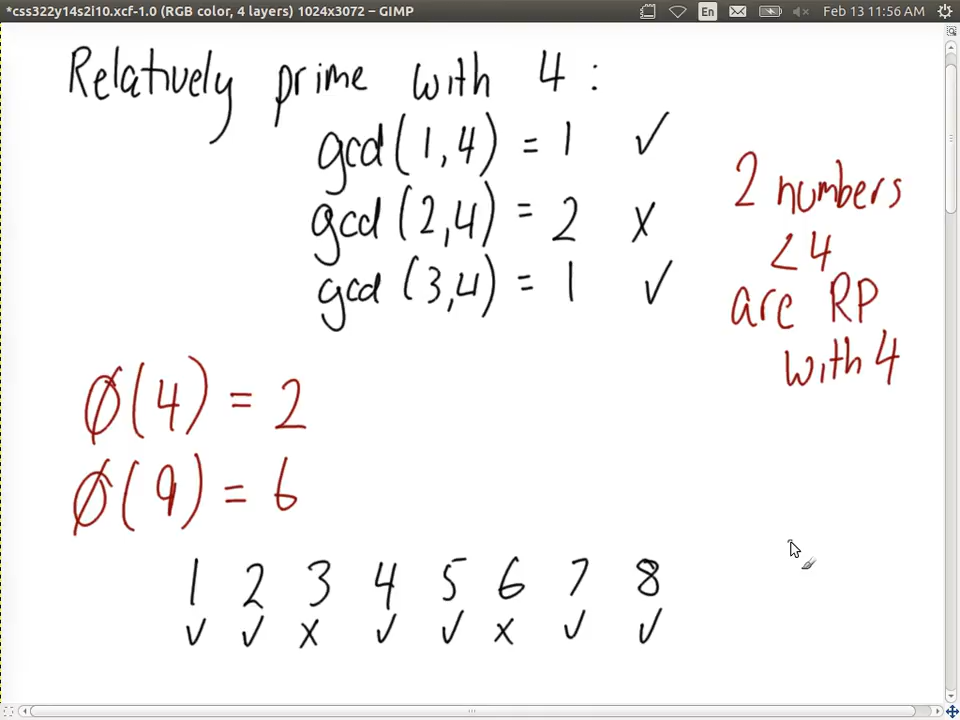 *css322y14s2i10.xcf-1.0 (RGB color, 4 layers) 1024x3072 – GIMP
En
Feb 13 11:56 AM
Relatively prime with 4 :
gcd(1,4) = 1 ✓
gcd(2,4) = 2 x
gcd(3,4) = 1 ✓
2 numbers
<4
are RP
with 4
Ø(4) = 2
Ø(9) = 6
1 2 3 4 5 6 7 8
✓ ✓ x ✓ ✓ x ✓ ✓